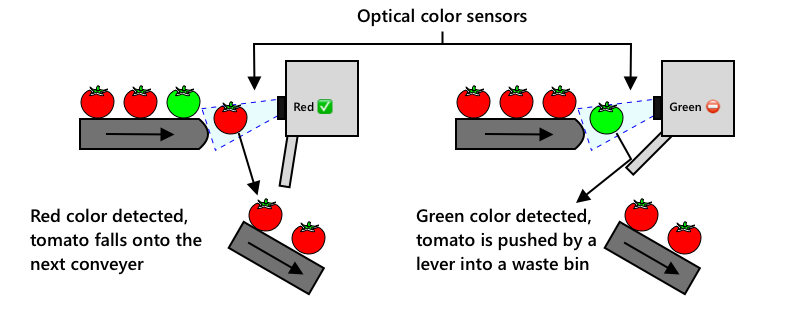 Optical color sensors
Red ✅
Green ⛔
Red color detected,
tomato falls onto the
next conveyer
Green color detected,
tomato is pushed by a
lever into a waste bin